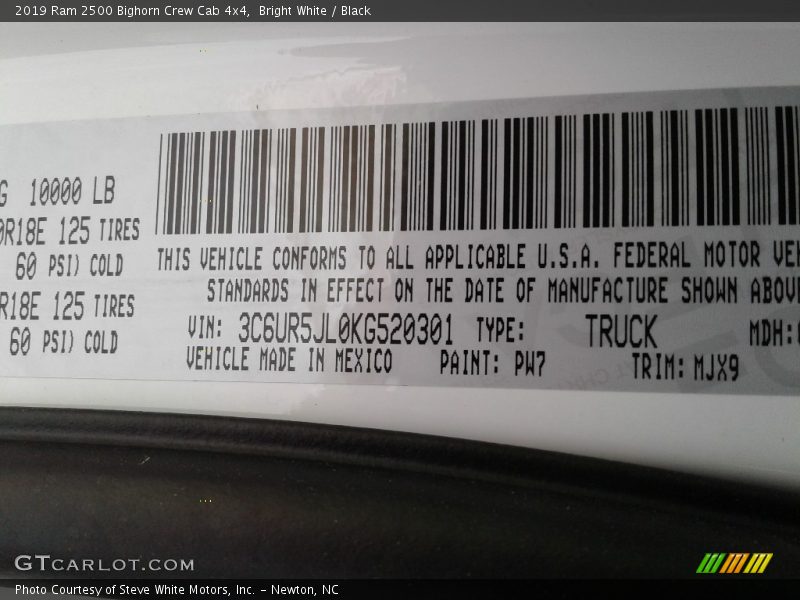 2019 Ram 2500 Bighorn Crew Cab 4x4, Bright White / Black
G 10000 LB
0R18E 125 TIRES
60 PSI) COLD
R18E 125 TIRES
60 PSI) COLD
THIS VEHICLE CONFORMS TO ALL APPLICABLE U.S.A. FEDERAL MOTOR VEH
STANDARDS IN EFFECT ON THE DATE OF MANUFACTURE SHOWN ABOV
VIN: 3C6UR5JL0KG520301 TYPE: TRUCK MDH:
VEHICLE MADE IN MEXICO PAINT: PW7 TRIM: MJX9
GTCARLOT.COM
Photo Courtesy of Steve White Motors, Inc. - Newton, NC